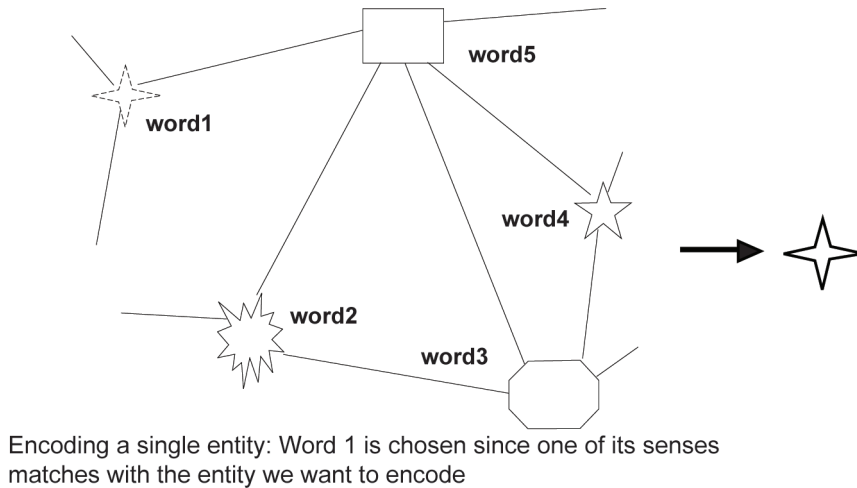 word5
word1
word4
word2
word3
Encoding a single entity: Word 1 is chosen since one of its senses
matches with the entity we want to encode